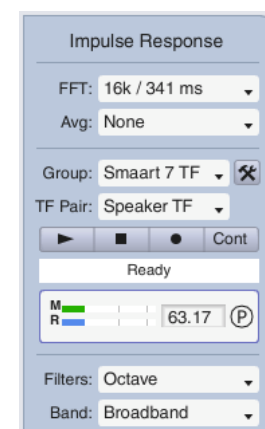 Impulse Response
FFT: 16k / 341 ms
Avg: None
Group: Smaart 7 TF
TF Pair: Speaker TF
Cont
Ready
M
R 63.17 P
Filters: Octave
Band: Broadband